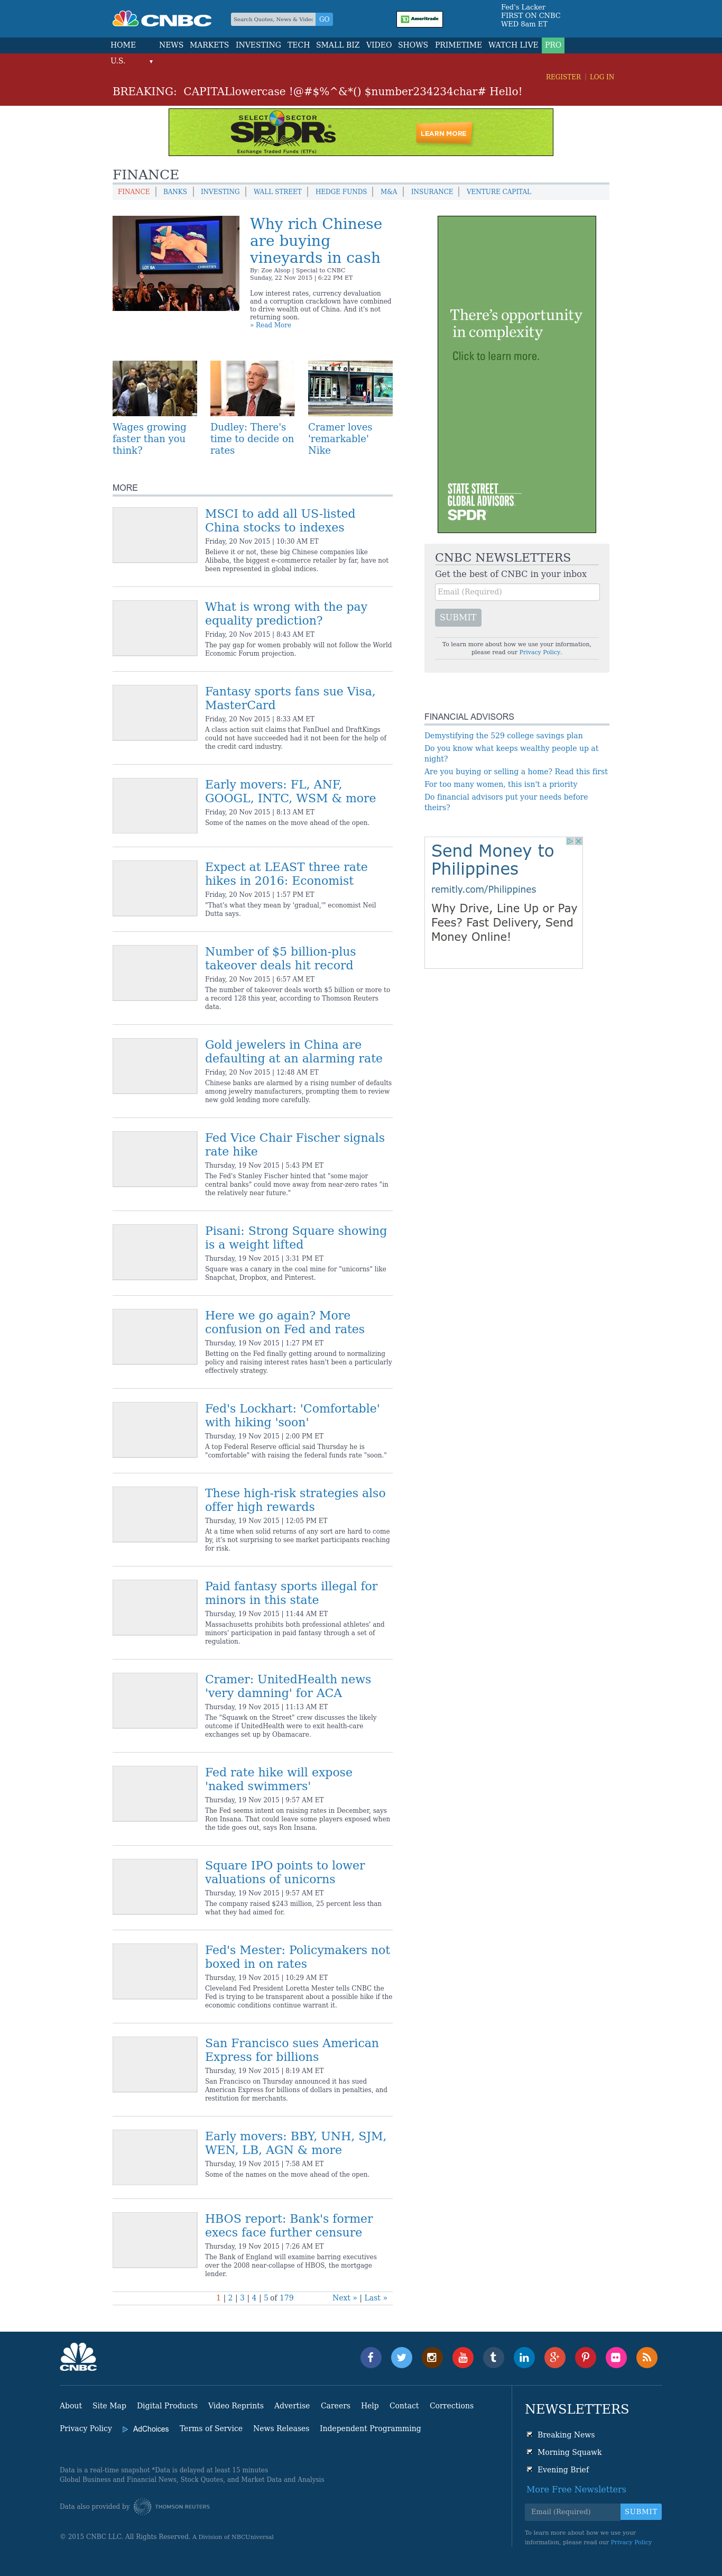 CNBC
Search Quotes, News & Video
GO
Ameritrade
Fed's Lacker
FIRST ON CNBC
WED 8am ET
HOME NEWS MARKETS INVESTING TECH SMALL BIZ VIDEO SHOWS PRIMETIME WATCH LIVE PRO
U.S.
REGISTER | LOG IN
BREAKING: CAPITALlowercase !@#$%^&*() $number234234char# Hello!
SELECT SECTOR
SPDRs
Exchange Traded Funds (ETFs)
LEARN MORE
FINANCE
FINANCE | BANKS | INVESTING | WALL STREET | HEDGE FUNDS | M&A | INSURANCE | VENTURE CAPITAL
LOT 8A
CHRISTIE'S
Why rich Chinese
are buying
vineyards in cash
By: Zoe Alsop | Special to CNBC
Sunday, 22 Nov 2015 | 6:22 PM ET
Low interest rates, currency devaluation
and a corruption crackdown have combined
to drive wealth out of China. And it's not
returning soon.
» Read More
NIKETOWN
Wages growing
faster than you
think?
Dudley: There's
time to decide on
rates
Cramer loves
'remarkable'
Nike
MORE
MSCI to add all US-listed
China stocks to indexes
Friday, 20 Nov 2015 | 10:30 AM ET
Believe it or not, these big Chinese companies like
Alibaba, the biggest e-commerce retailer by far, have not
been represented in global indices.
What is wrong with the pay
equality prediction?
Friday, 20 Nov 2015 | 8:43 AM ET
The pay gap for women probably will not follow the World
Economic Forum projection.
Fantasy sports fans sue Visa,
MasterCard
Friday, 20 Nov 2015 | 8:33 AM ET
A class action suit claims that FanDuel and DraftKings
could not have succeeded had it not been for the help of
the credit card industry.
Early movers: FL, ANF,
GOOGL, INTC, WSM & more
Friday, 20 Nov 2015 | 8:13 AM ET
Some of the names on the move ahead of the open.
Expect at LEAST three rate
hikes in 2016: Economist
Friday, 20 Nov 2015 | 1:57 PM ET
"That's what they mean by 'gradual,'" economist Neil
Dutta says.
Number of $5 billion-plus
takeover deals hit record
Friday, 20 Nov 2015 | 6:57 AM ET
The number of takeover deals worth $5 billion or more to
a record 128 this year, according to Thomson Reuters
data.
Gold jewelers in China are
defaulting at an alarming rate
Friday, 20 Nov 2015 | 12:48 AM ET
Chinese banks are alarmed by a rising number of defaults
among jewelry manufacturers, prompting them to review
new gold lending more carefully.
Fed Vice Chair Fischer signals
rate hike
Thursday, 19 Nov 2015 | 5:43 PM ET
The Fed's Stanley Fischer hinted that "some major
central banks" could move away from near-zero rates "in
the relatively near future."
Pisani: Strong Square showing
is a weight lifted
Thursday, 19 Nov 2015 | 3:31 PM ET
Square was a canary in the coal mine for "unicorns" like
Snapchat, Dropbox, and Pinterest.
Here we go again? More
confusion on Fed and rates
Thursday, 19 Nov 2015 | 1:27 PM ET
Betting on the Fed finally getting around to normalizing
policy and raising interest rates hasn't been a particularly
effectively strategy.
Fed's Lockhart: 'Comfortable'
with hiking 'soon'
Thursday, 19 Nov 2015 | 2:00 PM ET
A top Federal Reserve official said Thursday he is
"comfortable" with raising the federal funds rate "soon."
These high-risk strategies also
offer high rewards
Thursday, 19 Nov 2015 | 12:05 PM ET
At a time when solid returns of any sort are hard to come
by, it's not surprising to see market participants reaching
for risk.
Paid fantasy sports illegal for
minors in this state
Thursday, 19 Nov 2015 | 11:44 AM ET
Massachusetts prohibits both professional athletes' and
minors' participation in paid fantasy through a set of
regulation.
Cramer: UnitedHealth news
'very damning' for ACA
Thursday, 19 Nov 2015 | 11:13 AM ET
The "Squawk on the Street" crew discusses the likely
outcome if UnitedHealth were to exit health-care
exchanges set up by Obamacare.
Fed rate hike will expose
'naked swimmers'
Thursday, 19 Nov 2015 | 9:57 AM ET
The Fed seems intent on raising rates in December, says
Ron Insana. That could leave some players exposed when
the tide goes out, says Ron Insana.
Square IPO points to lower
valuations of unicorns
Thursday, 19 Nov 2015 | 9:57 AM ET
The company raised $243 million, 25 percent less than
what they had aimed for.
Fed's Mester: Policymakers not
boxed in on rates
Thursday, 19 Nov 2015 | 10:29 AM ET
Cleveland Fed President Loretta Mester tells CNBC the
Fed is trying to be transparent about a possible hike if the
economic conditions continue warrant it.
San Francisco sues American
Express for billions
Thursday, 19 Nov 2015 | 8:19 AM ET
San Francisco on Thursday announced it has sued
American Express for billions of dollars in penalties, and
restitution for merchants.
Early movers: BBY, UNH, SJM,
WEN, LB, AGN & more
Thursday, 19 Nov 2015 | 7:58 AM ET
Some of the names on the move ahead of the open.
HBOS report: Bank's former
execs face further censure
Thursday, 19 Nov 2015 | 7:26 AM ET
The Bank of England will examine barring executives
over the 2008 near-collapse of HBOS, the mortgage
lender.
1 | 2 | 3 | 4 | 5 of 179 Next » | Last »
There's opportunity
in complexity
Click to learn more.
STATE STREET
GLOBAL ADVISORS
SPDR
CNBC NEWSLETTERS
Get the best of CNBC in your inbox
Email (Required)
SUBMIT
To learn more about how we use your information,
please read our Privacy Policy.
FINANCIAL ADVISORS
Demystifying the 529 college savings plan
Do you know what keeps wealthy people up at
night?
Are you buying or selling a home? Read this first
For too many women, this isn't a priority
Do financial advisors put your needs before
theirs?
Send Money to
Philippines
remitly.com/Philippines
Why Drive, Line Up or Pay
Fees? Fast Delivery, Send
Money Online!
CNBC
About Site Map Digital Products Video Reprints Advertise Careers Help Contact Corrections
Privacy Policy AdChoices Terms of Service News Releases Independent Programming
Data is a real-time snapshot *Data is delayed at least 15 minutes
Global Business and Financial News, Stock Quotes, and Market Data and Analysis
Data also provided by THOMSON REUTERS
© 2015 CNBC LLC. All Rights Reserved. A Division of NBCUniversal
NEWSLETTERS
Breaking News
Morning Squawk
Evening Brief
More Free Newsletters
Email (Required)
SUBMIT
To learn more about how we use your
information, please read our Privacy Policy